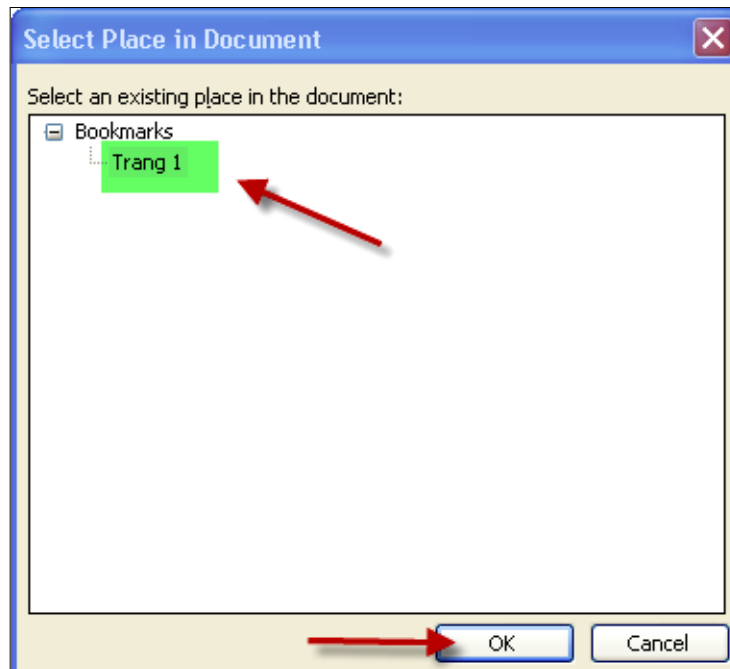 Select Place in Document
Select an existing place in the document:
Bookmarks
Trang 1
OK Cancel